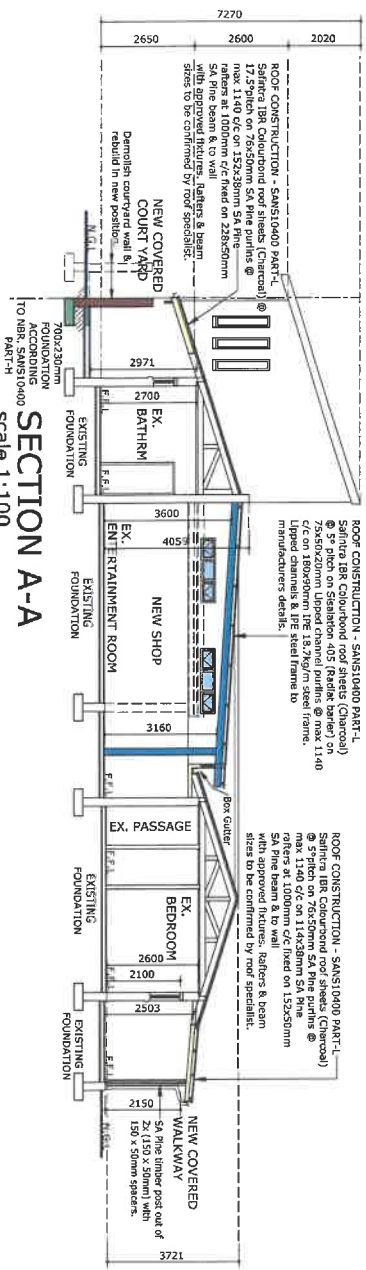 7270
2650
2600
2020
ROOF CONSTRUCTION - SANS10400 PART-L
Safintra IBR Colourbond roof sheets (Charcoal) @
17.5°pitch on 76x50mm SA Pine purlins @
max 1140 c/c on 152x38mm SA Pine
rafters at 1000mm c/c fixed on 228x50mm
SA Pine beam & to wall
with approved fixtures. Rafters & beam
sizes to be confirmed by roof specialist.
ROOF CONSTRUCTION - SANS10400 PART-L
Safintra IBR Colourbond roof sheets (Charcoal)
@ 5° pitch on Sisalation 405 (Radiat barier) on
75x50x20mm Lipped channel purlins @ max 1140
c/c on 180x90mm IPE 18.7kg/m steel frame.
Lipped channels & IPE steel frame to
manufacturers details.
ROOF CONSTRUCTION - SANS10400 PART-L
Safintra IBR Colourbond roof sheets (Charcoal)
@ 5°pitch on 76x50mm SA Pine purlins @
max 1140 c/c on 114x38mm SA Pine
rafters at 1000mm c/c fixed on 152x50mm
SA Pine beam & to wall
with approved fixtures. Rafters & beam
sizes to be confirmed by roof specialist.
NEW COVERED
COURT YARD
Demolish courtyard wall &
rebuild in new position.
N.G.L
2971
2700
F.F.L
EX.
BATHRM
3600
405
NEW SHOP
EX.
ENTERTAINMENT ROOM
3160
Box Gutter
F.F.L
EX. PASSAGE
EX.
BEDROOM
2600
2100
2503
F.F.L
2150
NEW COVERED
WALKWAY
SA Pine timber post out of
2x (150 x 50mm) with
150 x 50mm spacers.
N.G.L
3721
700x230mm
FOUNDATION
ACCORDING
TO NBR. SANS10400
PART-H
EXISTING
FOUNDATION
EXISTING
FOUNDATION
EXISTING
FOUNDATION
EXISTING
FOUNDATION
SECTION A-A
scale 1:100